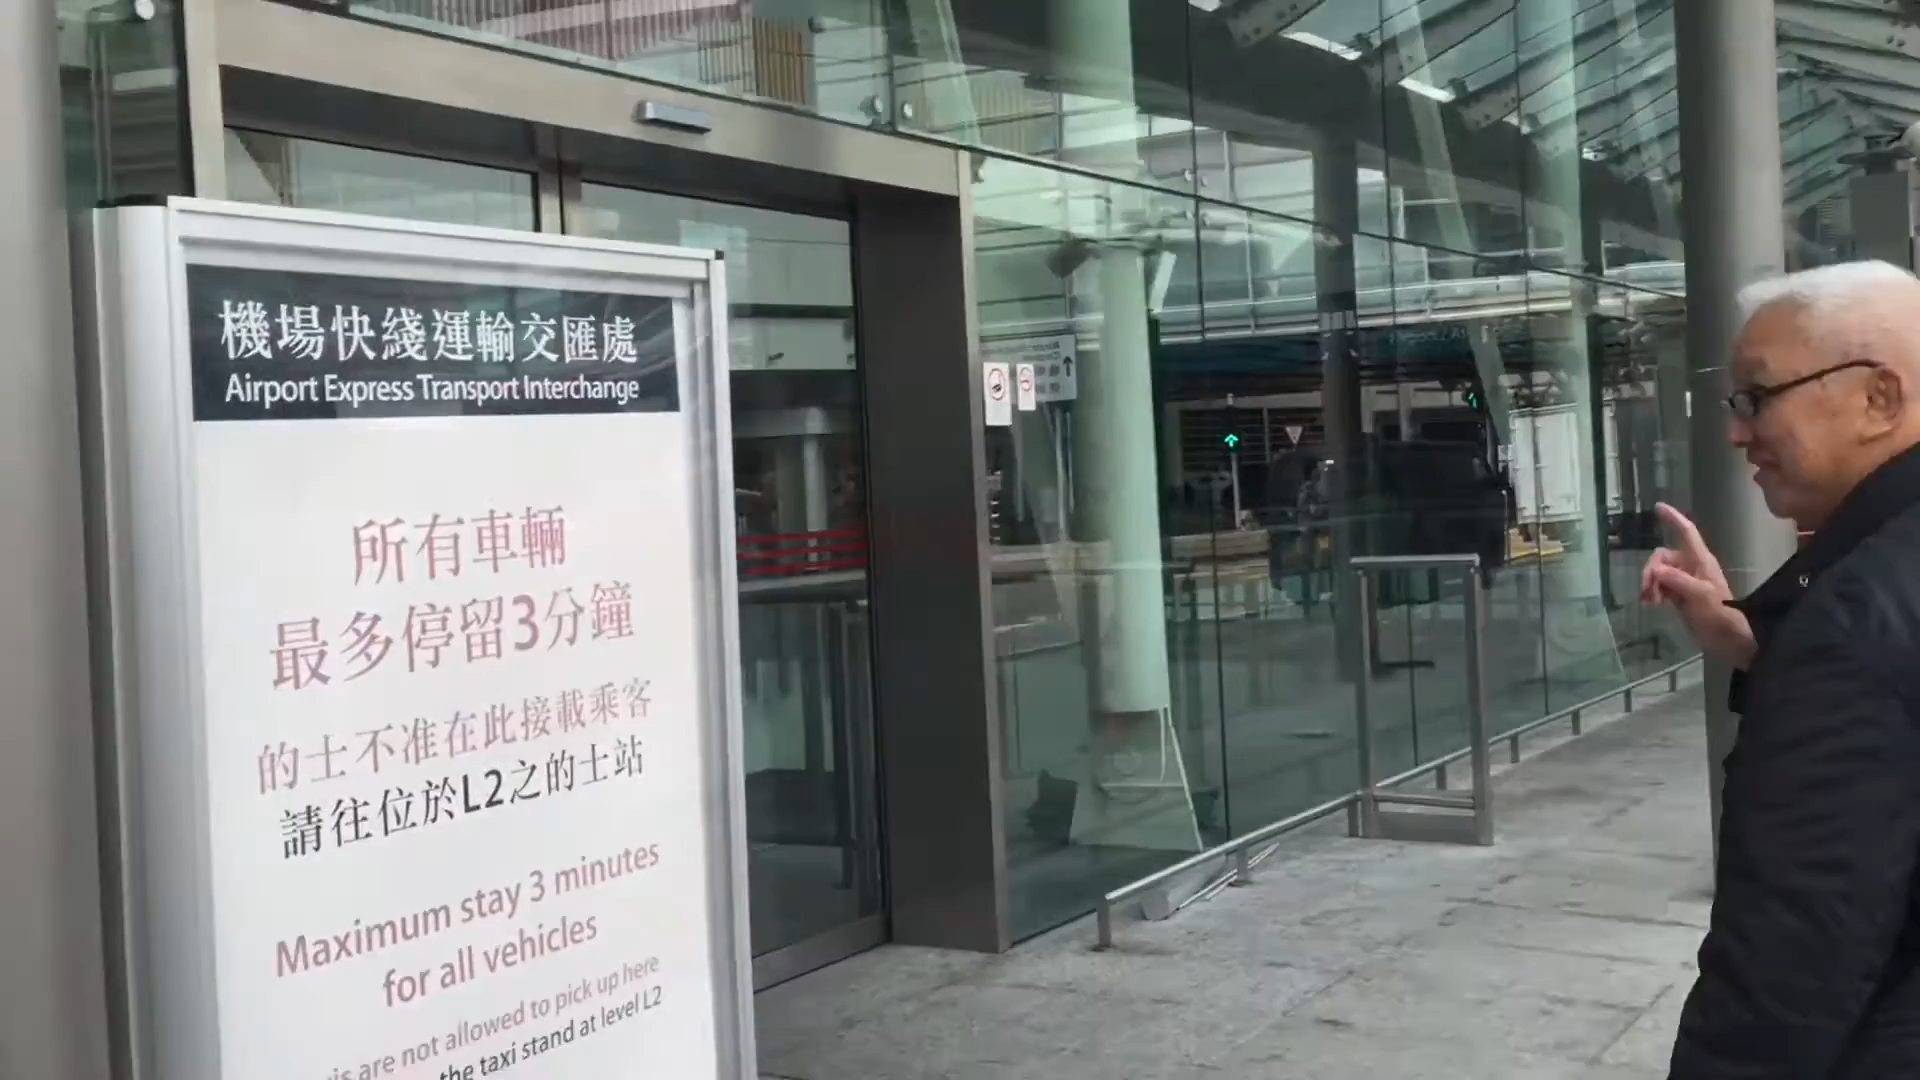 機場快綫運輸交匯處
Airport Express Transport Interchange
所有車輛
最多停留3分鐘
的士不准在此接載乘客
請往位於L2之的士站
Maximum stay 3 minutes
for all vehicles
are not allowed to pick up here
the taxi stand at level L2